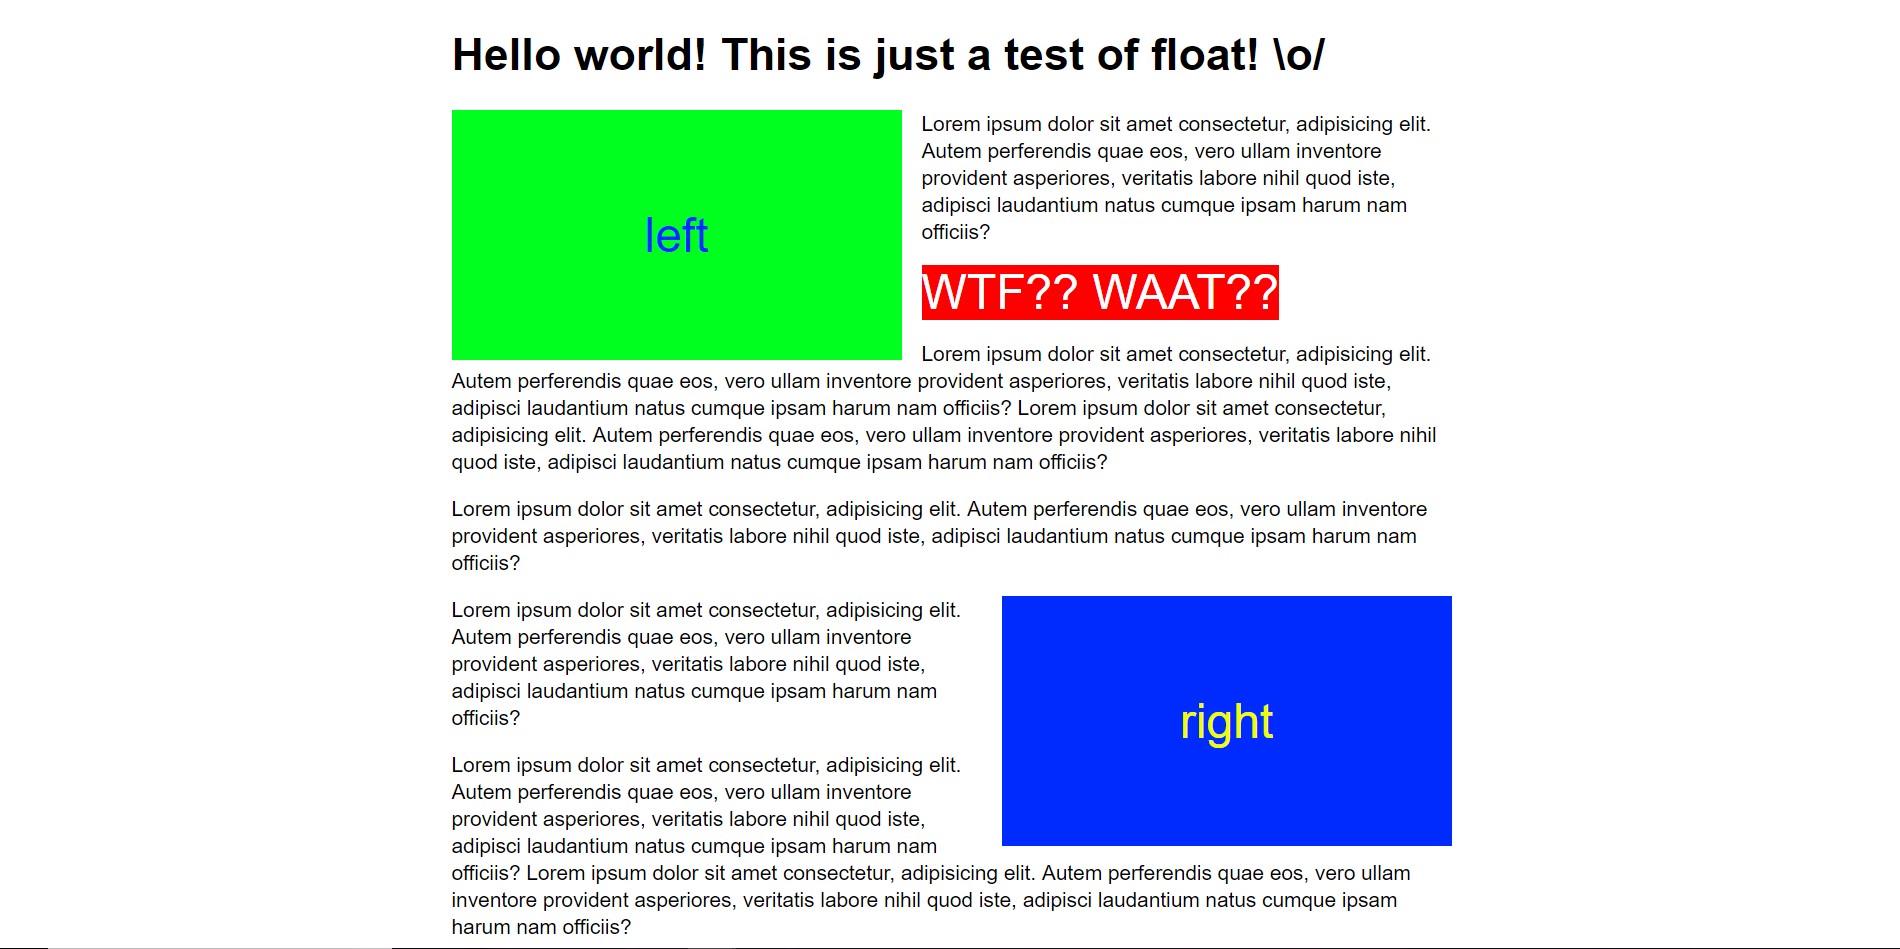 Hello world! This is just a test of float! \o/
left
Lorem ipsum dolor sit amet consectetur, adipisicing elit.
Autem perferendis quae eos, vero ullam inventore
provident asperiores, veritatis labore nihil quod iste,
adipisci laudantium natus cumque ipsam harum nam
officiis?
WTF?? WAAT??
Lorem ipsum dolor sit amet consectetur, adipisicing elit.
Autem perferendis quae eos, vero ullam inventore provident asperiores, veritatis labore nihil quod iste,
adipisci laudantium natus cumque ipsam harum nam officiis? Lorem ipsum dolor sit amet consectetur,
adipisicing elit. Autem perferendis quae eos, vero ullam inventore provident asperiores, veritatis labore nihil
quod iste, adipisci laudantium natus cumque ipsam harum nam officiis?
Lorem ipsum dolor sit amet consectetur, adipisicing elit. Autem perferendis quae eos, vero ullam inventore
provident asperiores, veritatis labore nihil quod iste, adipisci laudantium natus cumque ipsam harum nam
officiis?
Lorem ipsum dolor sit amet consectetur, adipisicing elit.
Autem perferendis quae eos, vero ullam inventore
provident asperiores, veritatis labore nihil quod iste,
adipisci laudantium natus cumque ipsam harum nam
officiis?
right
Lorem ipsum dolor sit amet consectetur, adipisicing elit.
Autem perferendis quae eos, vero ullam inventore
provident asperiores, veritatis labore nihil quod iste,
adipisci laudantium natus cumque ipsam harum nam
officiis? Lorem ipsum dolor sit amet consectetur, adipisicing elit. Autem perferendis quae eos, vero ullam
inventore provident asperiores, veritatis labore nihil quod iste, adipisci laudantium natus cumque ipsam
harum nam officiis?